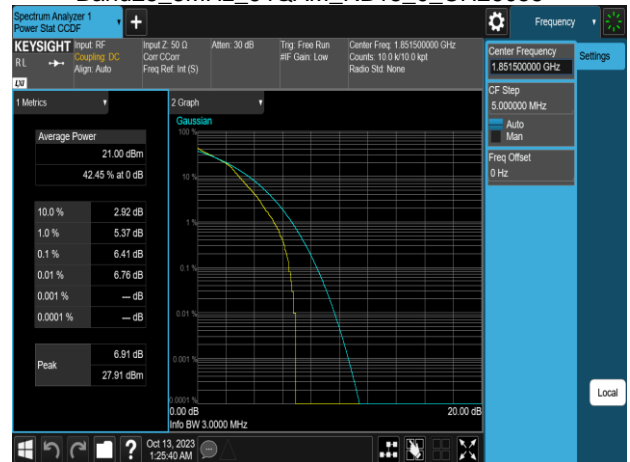 Spectrum Analyzer 1
Power Stat CCDF
Frequency
KEYSIGHT
RL
LXI
Input: RF
Coupling: DC
Align: Auto
Input Z: 50 Ω
Corr CCorr
Freq Ref: Int (S)
Atten: 30 dB
Trig: Free Run
#IF Gain: Low
Center Freq: 1.851500000 GHz
Counts: 10.0 k/10.0 kpt
Radio Std: None
Center Frequency
1.851500000 GHz
Settings
CF Step
5.000000 MHz
Auto
Man
Freq Offset
0 Hz
1 Metrics
Average Power
21.00 dBm
42.45 % at 0 dB
10.0 % 2.92 dB
1.0 % 5.37 dB
0.1 % 6.41 dB
0.01 % 6.76 dB
0.001 % --- dB
0.0001 % --- dB
Peak
6.91 dB
27.91 dBm
2 Graph
Gaussian
100 %
10 %
1 %
0.1 %
0.01 %
0.001 %
0.0001 %
0.00 dB 20.00 dB
Info BW 3.0000 MHz
Local
Oct 13, 2023
1:25:40 AM